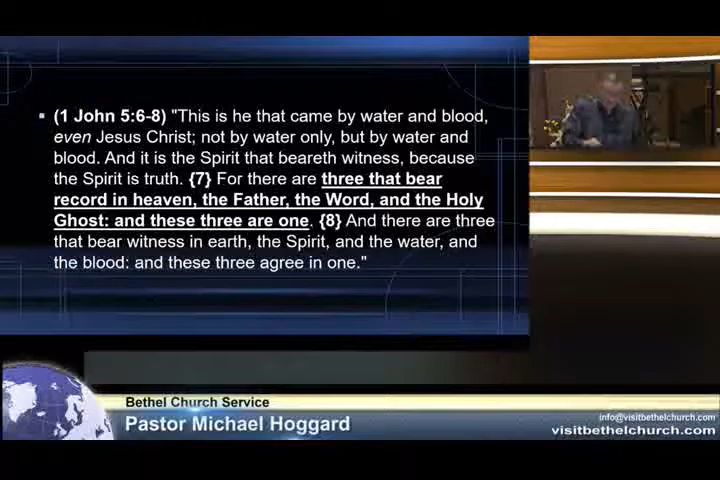 (1 John 5:6-8) "This is he that came by water and blood,
even Jesus Christ; not by water only, but by water and
blood. And it is the Spirit that beareth witness, because
the Spirit is truth. {7} For there are three that bear
record in heaven, the Father, the Word, and the Holy
Ghost: and these three are one. {8} And there are three
that bear witness in earth, the Spirit, and the water, and
the blood: and these three agree in one."
Bethel Church Service
Pastor Michael Hoggard
info@visitbethelchurch.com
visitbethelchurch.com